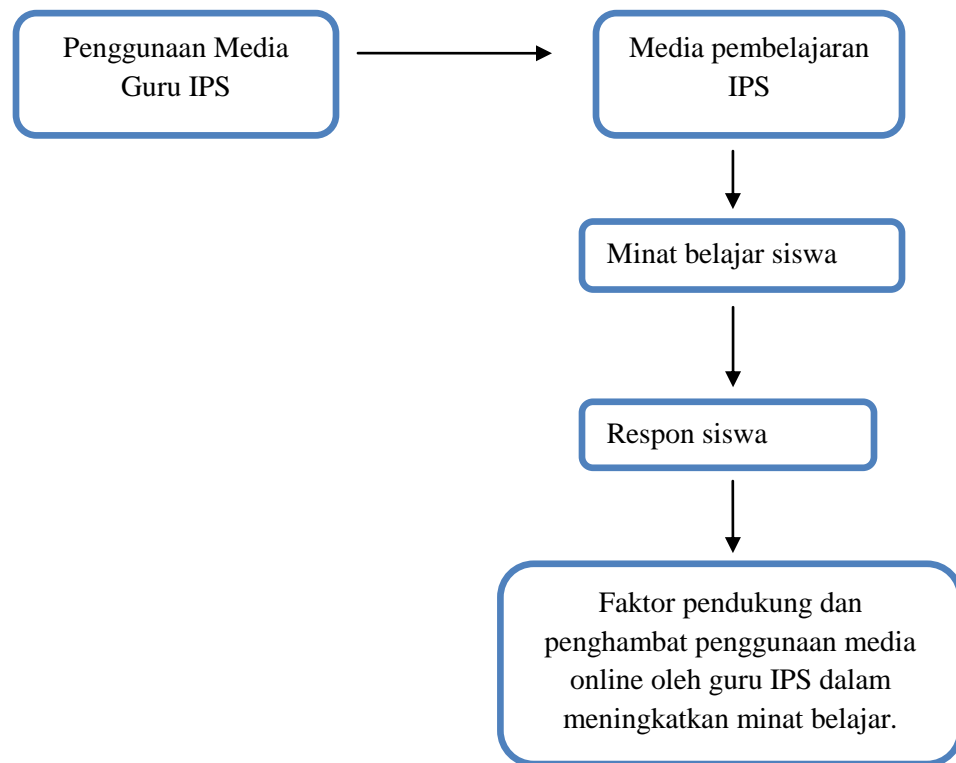 Penggunaan Media
Guru IPS
Media pembelajaran
IPS
Minat belajar siswa
Respon siswa
Faktor pendukung dan
penghambat penggunaan media
online oleh guru IPS dalam
meningkatkan minat belajar.